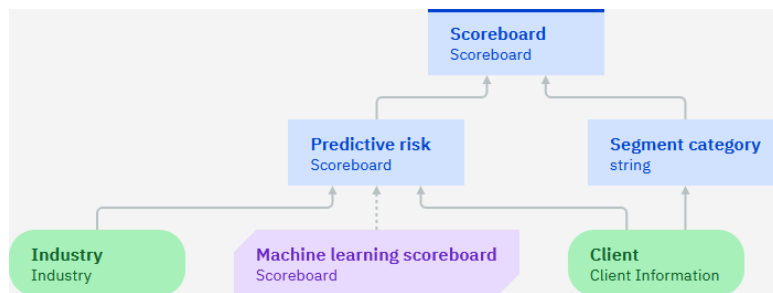 Scoreboard
Scoreboard
Predictive risk
Scoreboard
Segment category
string
Industry
Industry
Machine learning scoreboard
Scoreboard
Client
Client Information